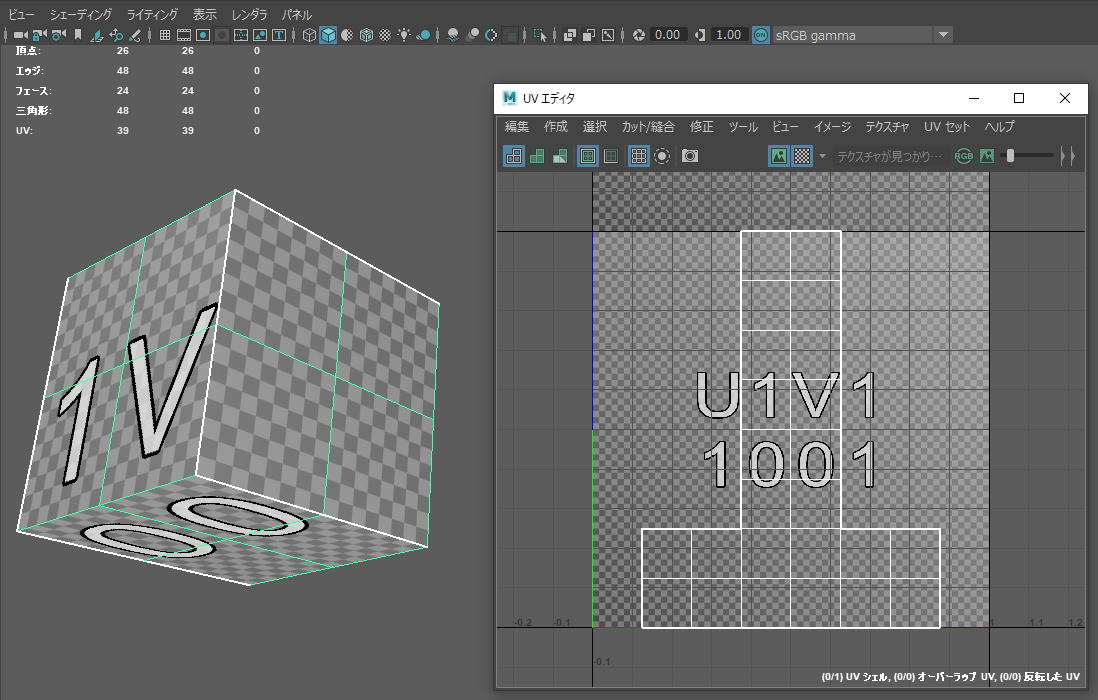 ビュー シェーディング ライティング 表示 レンダラ パネル
0.00 1.00 ON sRGB gamma
頂点: 26 26 0
エッジ: 48 48 0
フェース: 24 24 0
三角形: 48 48 0
UV: 39 39 0
1V
00
M UV エディタ
編集 作成 選択 カット/縫合 修正 ツール ビュー イメージ テクスチャ UV セット ヘルプ
テクスチャが見つかり… RGB
U1V1
1001
-0.2 -0.1 1 1.1 1.2
-0.1
(0/1) UV シェル, (0/0) オーバーラップ UV, (0/0) 反転した UV